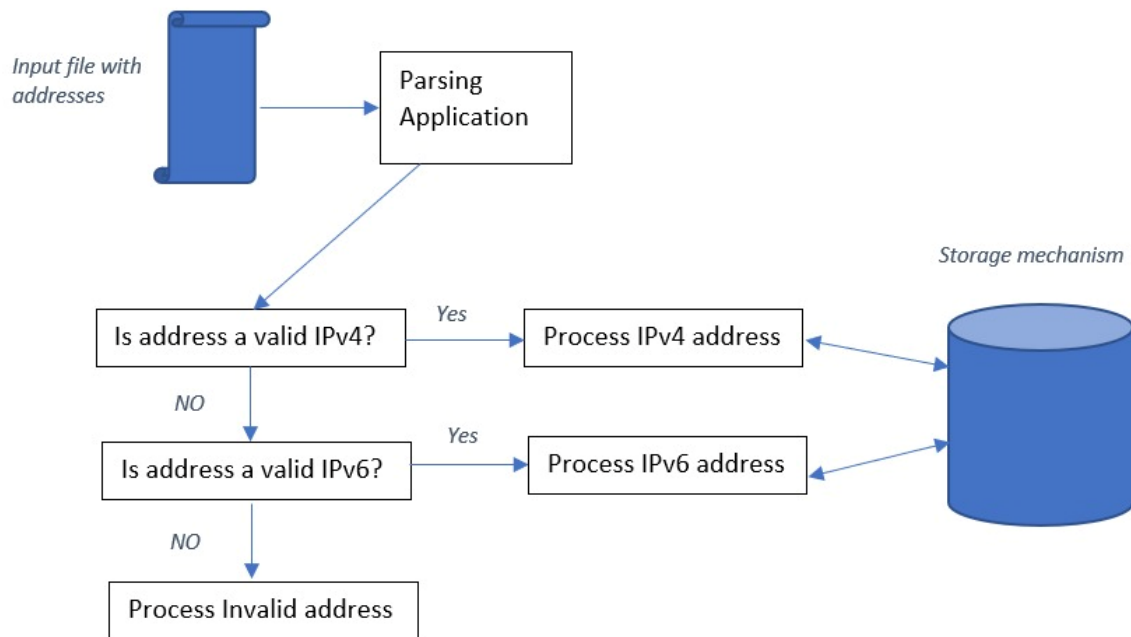 Input file with
addresses
Parsing
Application
Storage mechanism
Is address a valid IPv4?
Yes
Process IPv4 address
NO
Is address a valid IPv6?
Yes
Process IPv6 address
NO
Process Invalid address